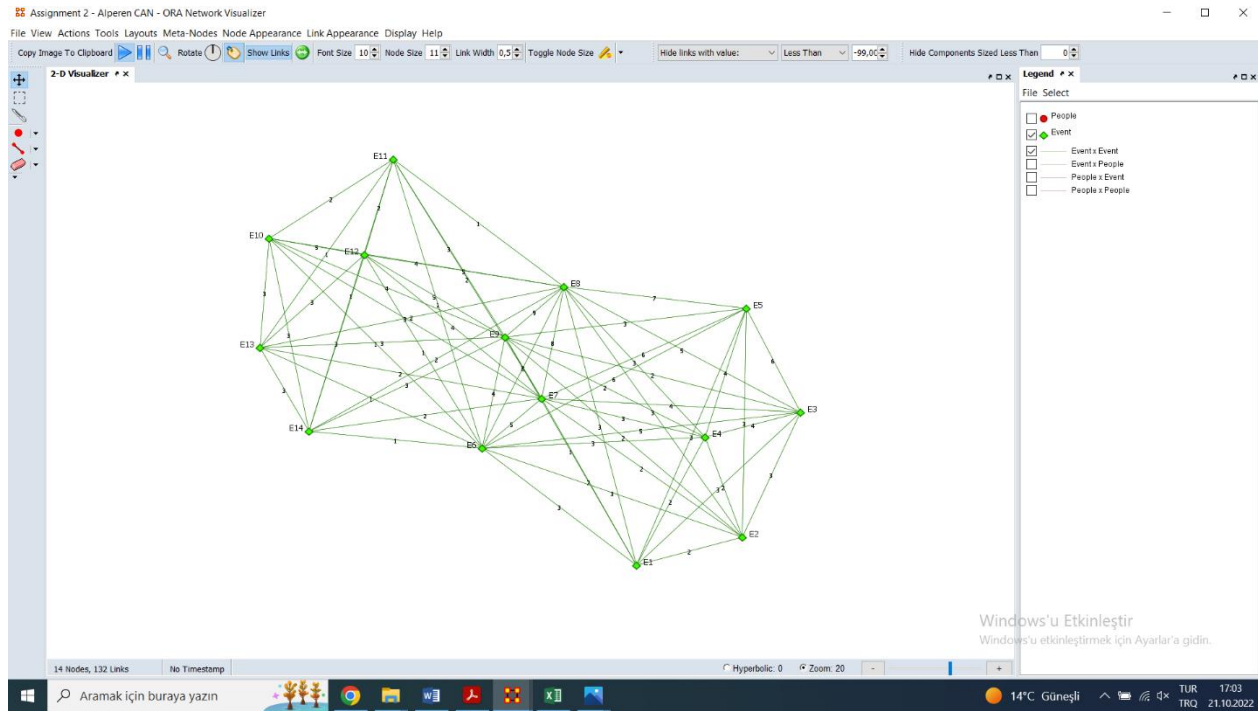 Assignment 2 - Alperen CAN - ORA Network Visualizer
File View Actions Tools Layouts Meta-Nodes Node Appearance Link Appearance Display Help
Copy Image To Clipboard Rotate Show Links Font Size 10 Node Size 11 Link Width 0,5 Toggle Node Size Hide links with value: Less Than -99,00 Hide Components Sized Less Than 0
2-D Visualizer
Legend
File Select
People
Event
Event x Event
Event x People
People x Event
People x People
E11
E10
E12
E8
E5
E9
E13
E7
E3
E14
E6
E4
E2
E1
Windows'u Etkinleştir
Windows'u etkinleştirmek için Ayarlar'a gidin.
14 Nodes, 132 Links No Timestamp Hyperbolic: 0 Zoom: 20 - +
Aramak için buraya yazın 14°C Güneşli TUR 17:03
TRQ 21.10.2022